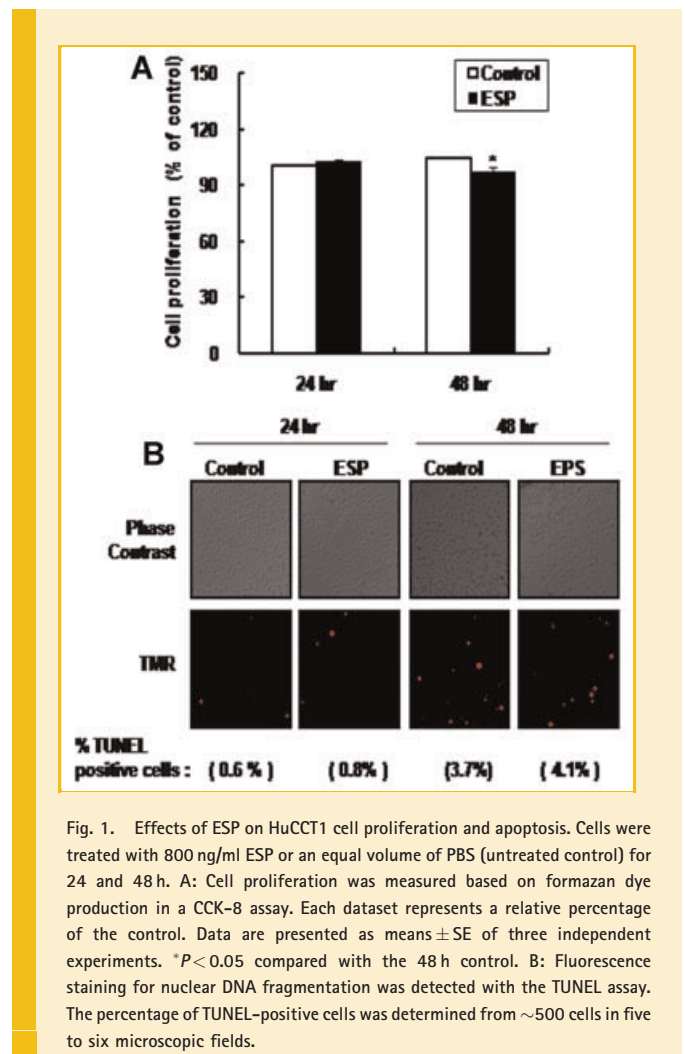 A
Cell proliferation (% of control)
150
120
90
60
30
0
Control
ESP
*
24 hr
48 hr
B
24 hr
48 hr
Control
ESP
Control
EPS
Phase
Contrast
TMR
% TUNEL
positive cells : ( 0.6 % ) ( 0.8% ) (3.7%) ( 4.1% )
Fig. 1. Effects of ESP on HuCCT1 cell proliferation and apoptosis. Cells were
treated with 800 ng/ml ESP or an equal volume of PBS (untreated control) for
24 and 48 h. A: Cell proliferation was measured based on formazan dye
production in a CCK-8 assay. Each dataset represents a relative percentage
of the control. Data are presented as means ± SE of three independent
experiments. *P < 0.05 compared with the 48 h control. B: Fluorescence
staining for nuclear DNA fragmentation was detected with the TUNEL assay.
The percentage of TUNEL-positive cells was determined from ∼500 cells in five
to six microscopic fields.